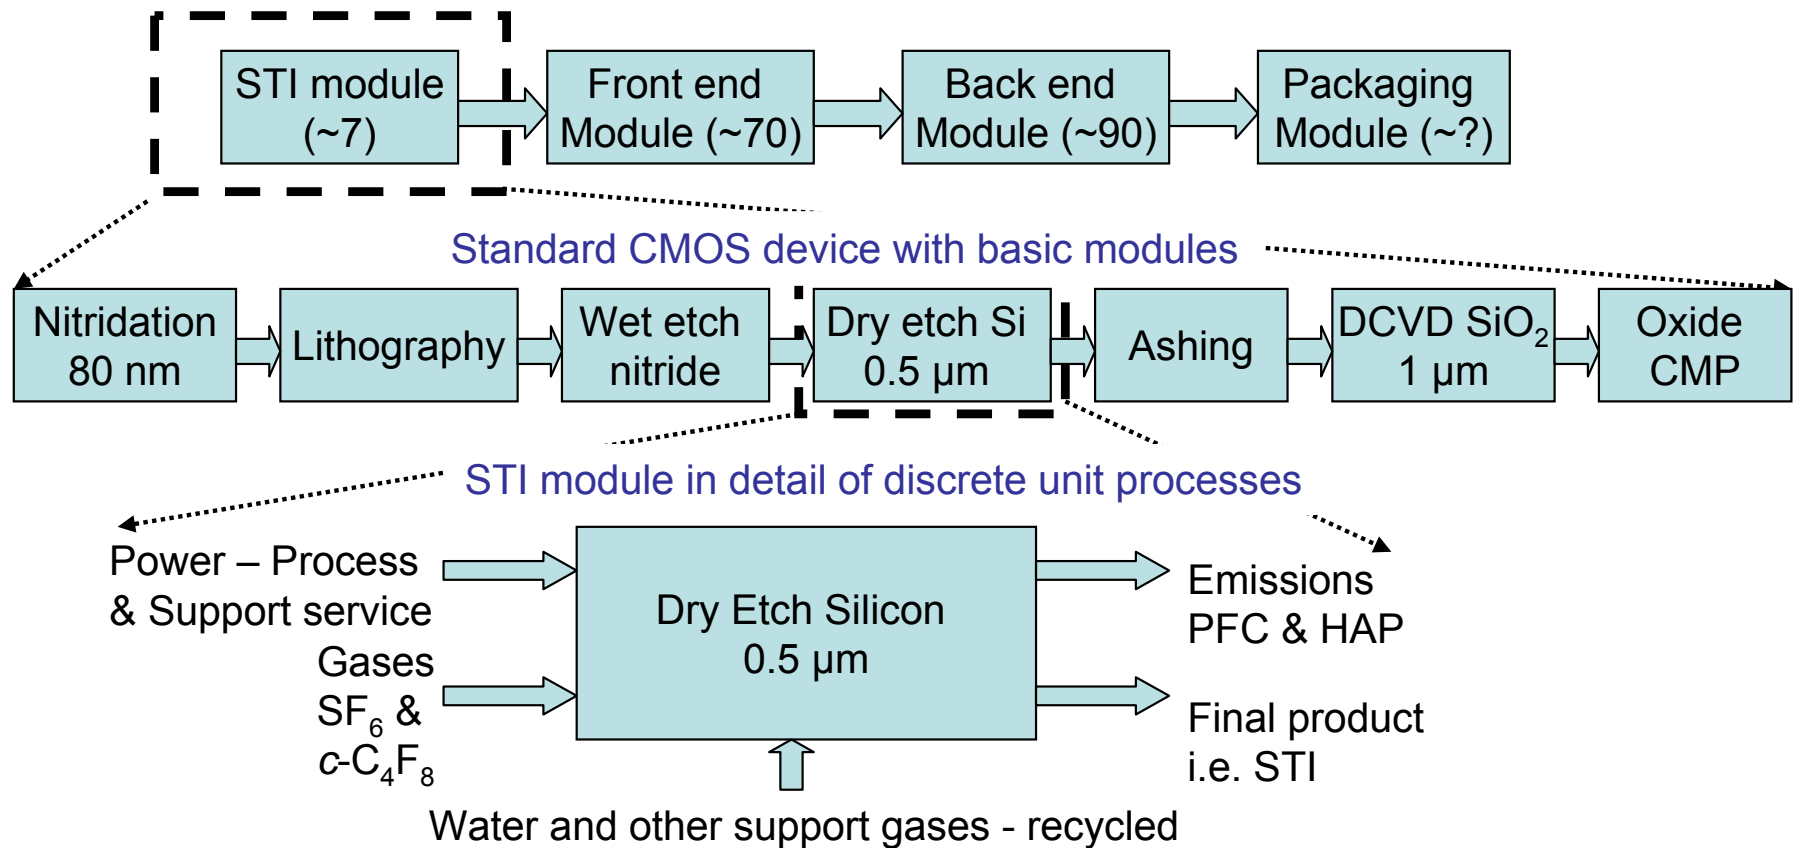 STI module
(~7)
Front end
Module (~70)
Back end
Module (~90)
Packaging
Module (~?)
Standard CMOS device with basic modules
Nitridation
80 nm
Lithography
Wet etch
nitride
Dry etch Si
0.5 µm
Ashing
DCVD SiO₂
1 µm
Oxide
CMP
STI module in detail of discrete unit processes
Power – Process
& Support service
Gases
SF₆ &
c-C₄F₈
Dry Etch Silicon
0.5 µm
Emissions
PFC & HAP
Final product
i.e. STI
Water and other support gases - recycled